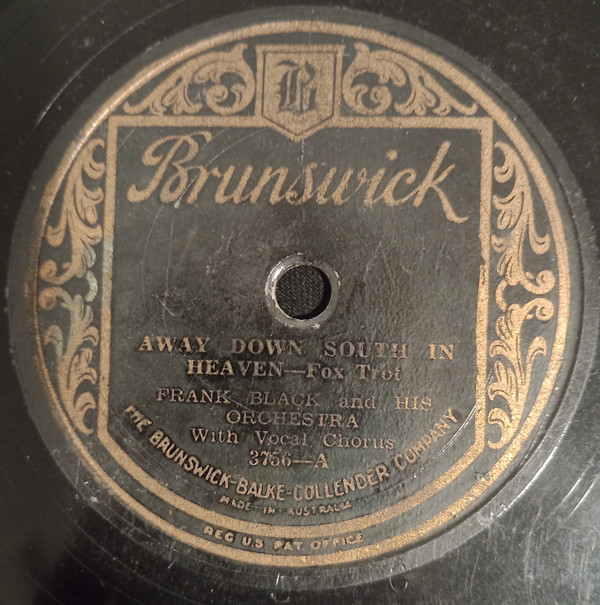 B
Brunswick
AWAY DOWN SOUTH IN
HEAVEN—Fox Trot
FRANK BLACK and HIS
ORCHESTRA
With Vocal Chorus
3756—A
THE BRUNSWICK-BALKE-COLLENDER COMPANY
MADE IN AUSTRALIA
REG U.S. PAT OFFICE